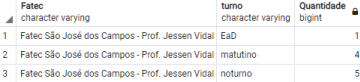 Fatec turno Quantidade
character varying character varying bigint
1 Fatec São José dos Campos - Prof. Jessen Vidal EaD 1
2 Fatec São José dos Campos - Prof. Jessen Vidal matutino 4
3 Fatec São José dos Campos - Prof. Jessen Vidal noturno 5